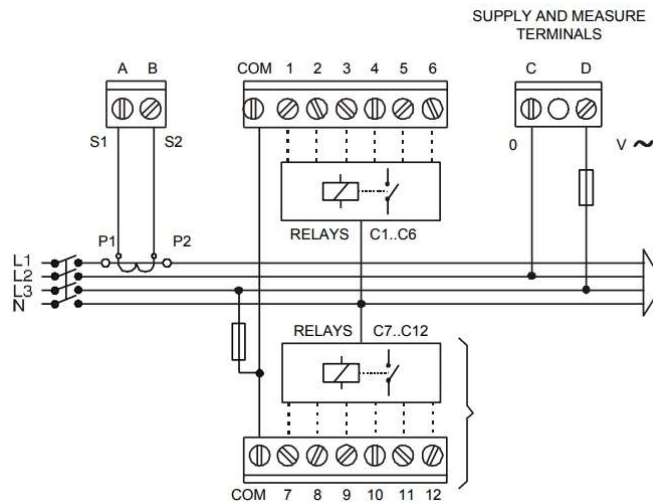 SUPPLY AND MEASURE
TERMINALS
A B
COM 1 2 3 4 5 6
C D
S1 S2
0 V ~
RELAYS C1..C6
P1 P2
L1
L2
L3
N
RELAYS C7..C12
COM 7 8 9 10 11 12